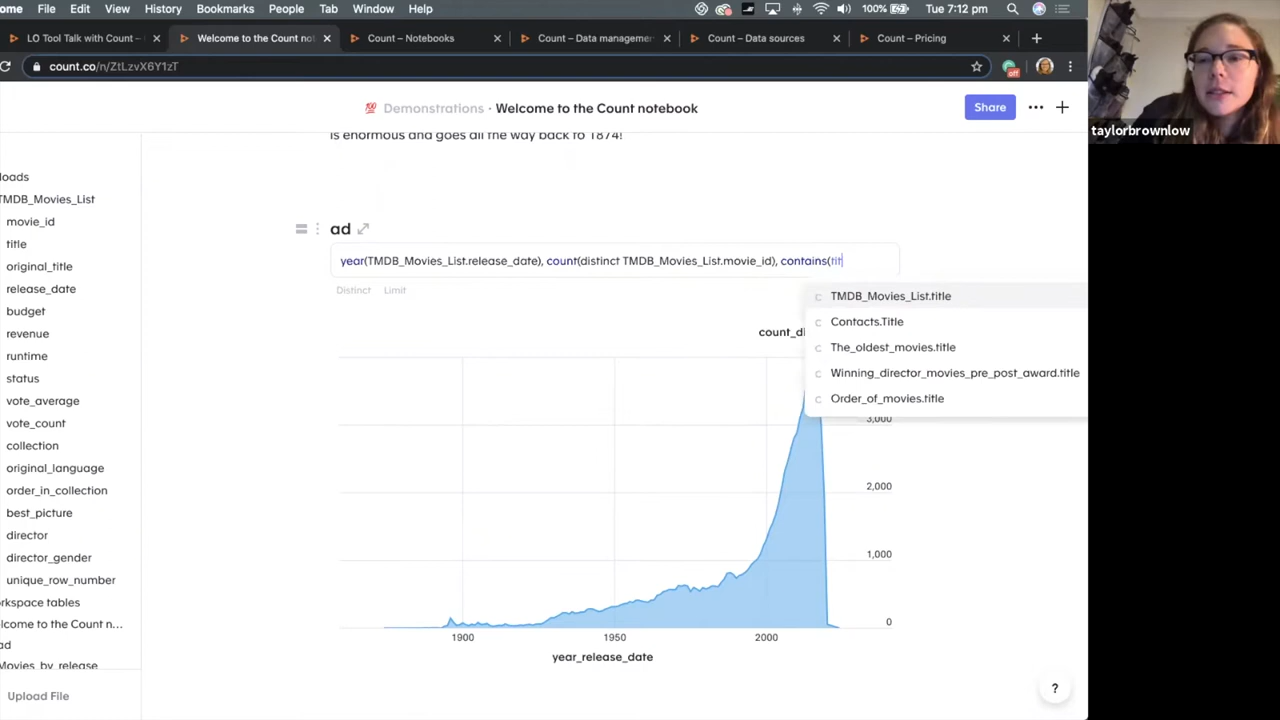 ome File Edit View History Bookmarks People Tab Window Help 100% Tue 7:12 pm
LO Tool Talk with Count – Welcome to the Count not Count – Notebooks Count – Data managemen Count – Data sources Count – Pricing
count.co/n/ZtLzvX6Y1zT off
taylorbrownlow
💯 Demonstrations · Welcome to the Count notebook Share
is enormous and goes all the way back to 1874!
loads
TMDB_Movies_List
movie_id
title
original_title
release_date
budget
revenue
runtime
status
vote_average
vote_count
collection
original_language
order_in_collection
best_picture
director
director_gender
unique_row_number
rkspace tables
elcome to the Count n...
ad
Movies_by_release
Upload File
ad
year(TMDB_Movies_List.release_date), count(distinct TMDB_Movies_List.movie_id), contains(tit
Distinct Limit
TMDB_Movies_List.title
Contacts.Title
The_oldest_movies.title
Winning_director_movies_pre_post_award.title
Order_of_movies.title
count_di
3,000
2,000
1,000
0
1900 1950 2000
year_release_date
?